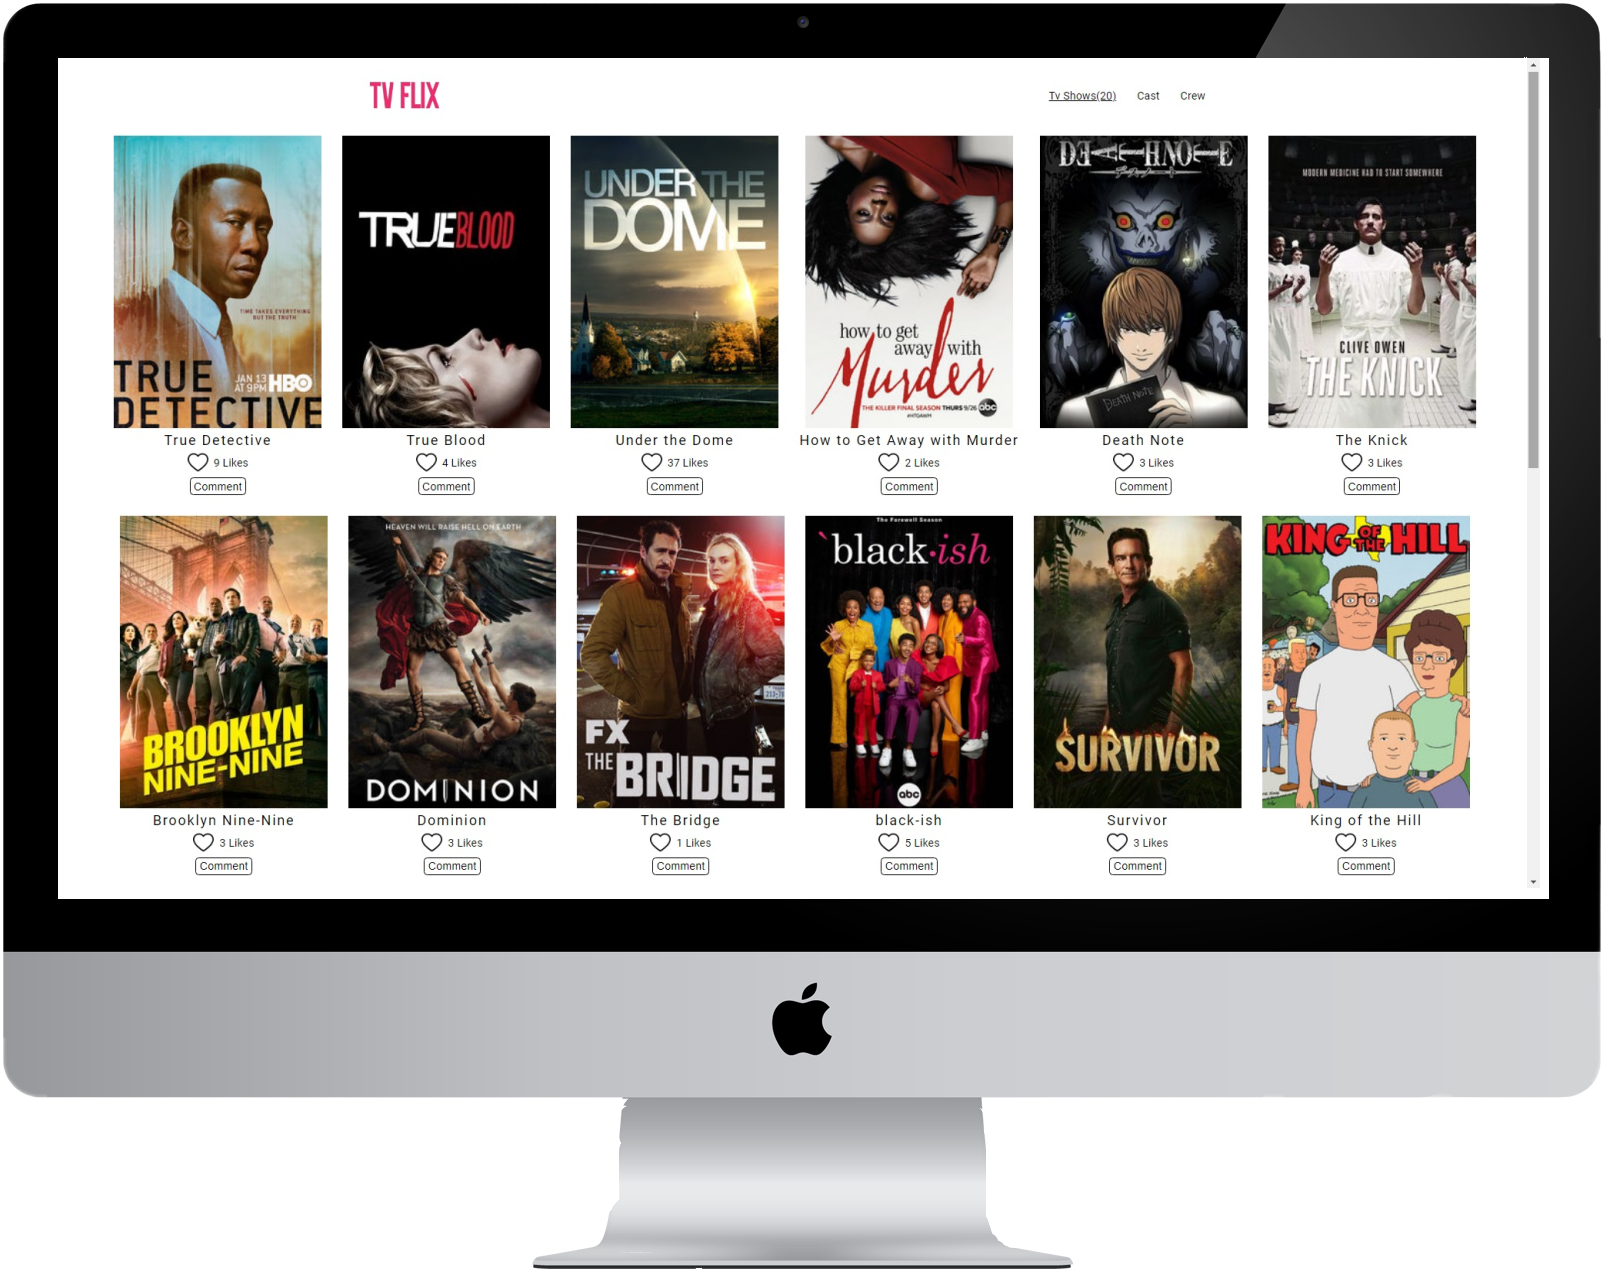 TV FLIX
Tv Shows(20) Cast Crew
TIME TAKES EVERYTHING
BUT THE TRUTH
TRUE
JAN 13
AT 9PM HBO
DETECTIVE
True Detective
9 Likes
Comment
TRUEBLOOD
True Blood
4 Likes
Comment
UNDER THE
DOME
Under the Dome
37 Likes
Comment
how to get
away with
Murder
THE KILLER FINAL SEASON THURS 9/26 abc
#HTGAWM
How to Get Away with Murder
2 Likes
Comment
DEATH NOTE
DEATH NOTE
Death Note
3 Likes
Comment
MODERN MEDICINE HAD TO START SOMEWHERE
CLIVE OWEN
THE KNICK
The Knick
3 Likes
Comment
BROOKLYN
NINE-NINE
Brooklyn Nine-Nine
3 Likes
Comment
HEAVEN WILL RAISE HELL ON EARTH
DOMINION
Dominion
3 Likes
Comment
FX
THE BRIDGE
The Bridge
1 Likes
Comment
The Farewell Season
`black·ish
abc
black-ish
5 Likes
Comment
SURVIVOR
Survivor
3 Likes
Comment
KING OF THE HILL
King of the Hill
3 Likes
Comment